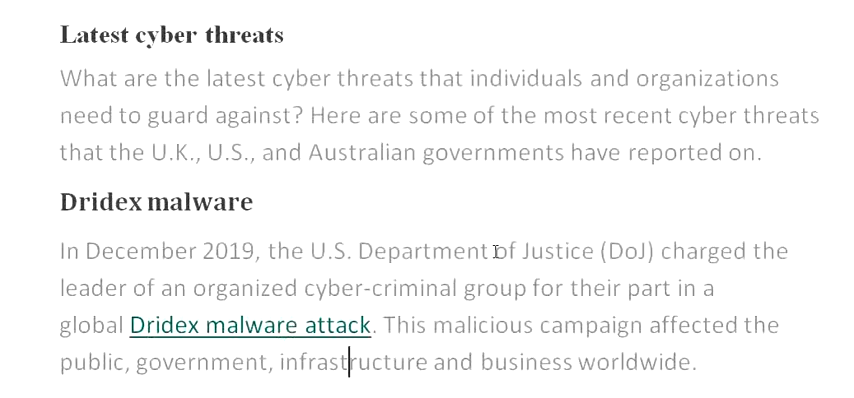 Latest cyber threats
What are the latest cyber threats that individuals and organizations
need to guard against? Here are some of the most recent cyber threats
that the U.K., U.S., and Australian governments have reported on.
Dridex malware
In December 2019, the U.S. Department of Justice (DoJ) charged the
leader of an organized cyber-criminal group for their part in a
global Dridex malware attack. This malicious campaign affected the
public, government, infrastructure and business worldwide.